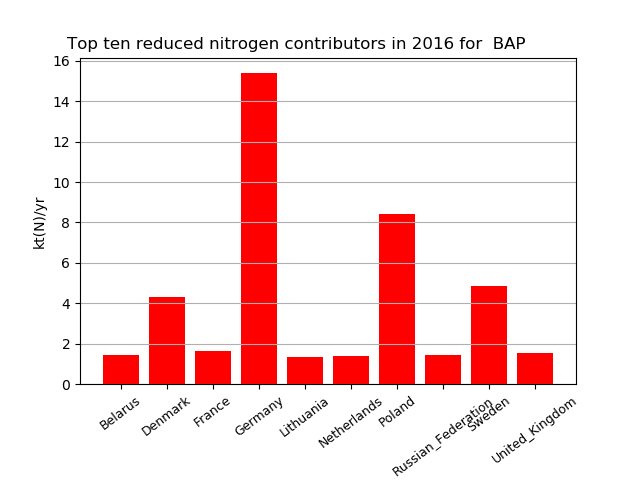 Top ten reduced nitrogen contributors in 2016 for  BAP
kt(N)/yr
16
14
12
10
8
6
4
2
0
Belarus
Denmark
France
Germany
Lithuania
Netherlands
Poland
Russian_Federation
Sweden
United_Kingdom